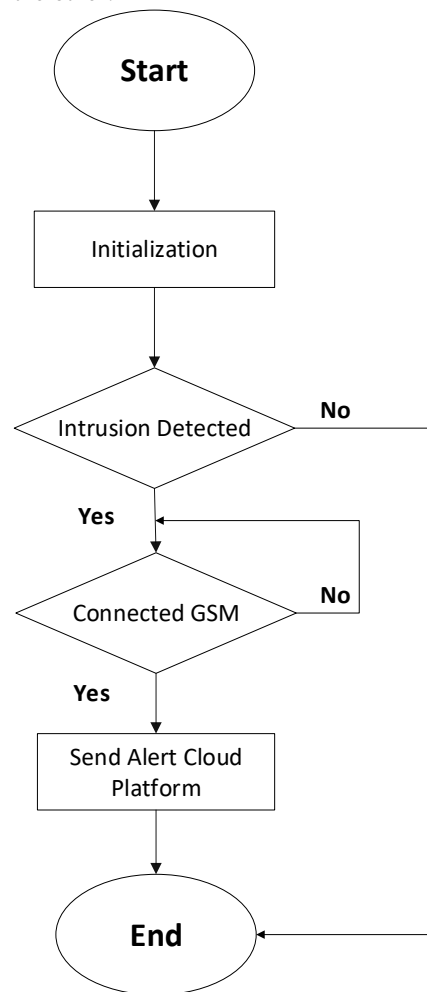 Start
Initialization
Intrusion Detected
No
Yes
Connected GSM
No
Yes
Send Alert Cloud
Platform
End